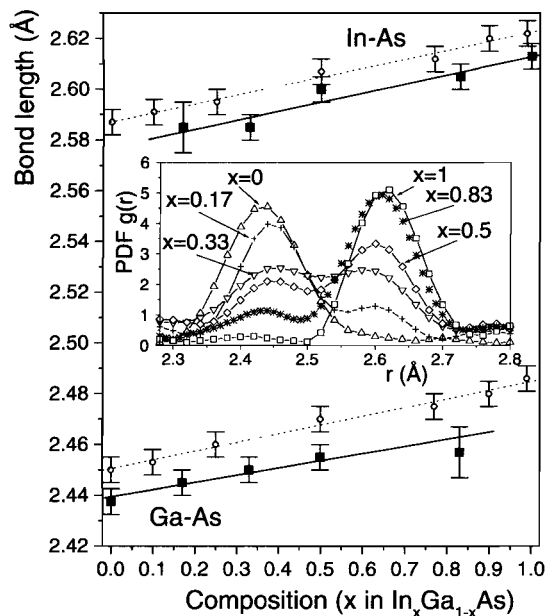 Bond length (Å)
2.62
2.60
2.58
2.56
2.54
2.52
2.50
2.48
2.46
2.44
2.42
In-As
PDF g(r)
6
5
4
3
2
1
0
x=0
x=0.17
x=0.33
x=1
x=0.83
x=0.5
2.3 2.4 2.5 2.6 2.7 2.8
r (Å)
Ga-As
0.0 0.1 0.2 0.3 0.4 0.5 0.6 0.7 0.8 0.9 1.0
Composition (x in InxGa1-xAs)